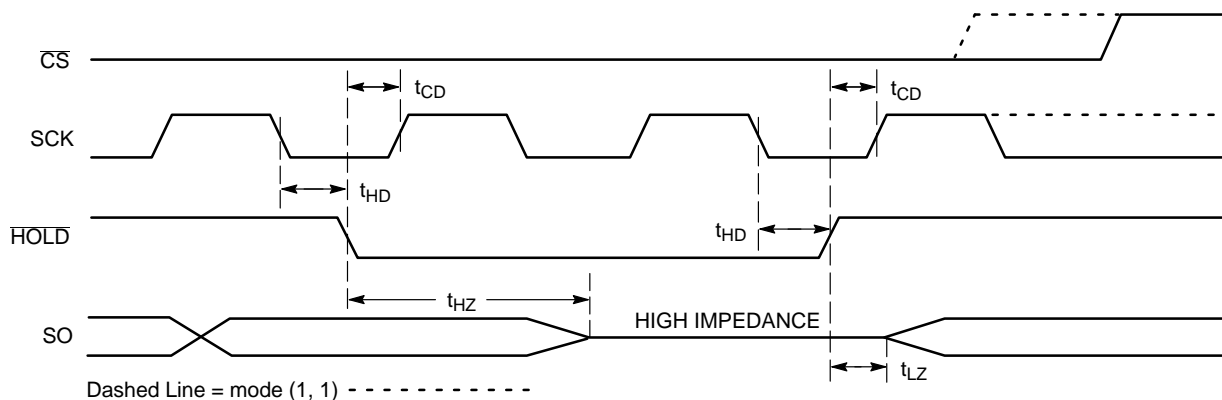 CS
tCD
tCD
SCK
tHD
HOLD
tHD
tHZ
HIGH IMPEDANCE
SO
tLZ
Dashed Line = mode (1, 1)